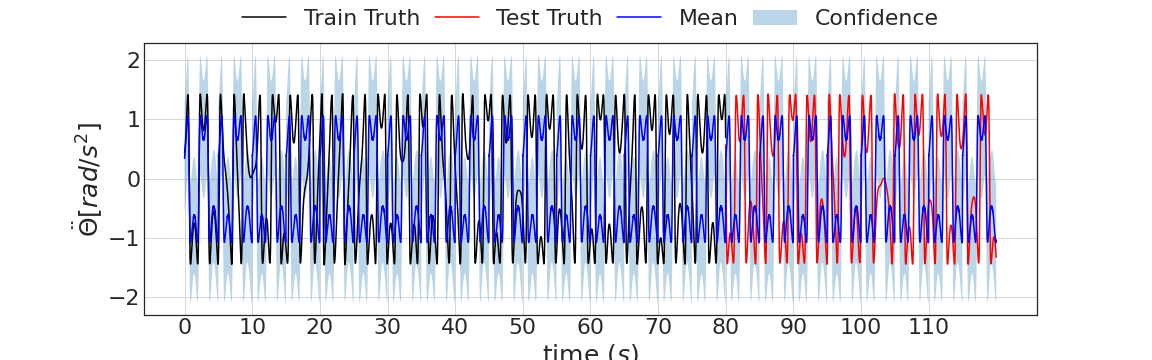 Train Truth Test Truth Mean Confidence
2
1
0
−1
−2
Θ̈[rad/s²]
0 10 20 30 40 50 60 70 80 90 100 110
time (s)